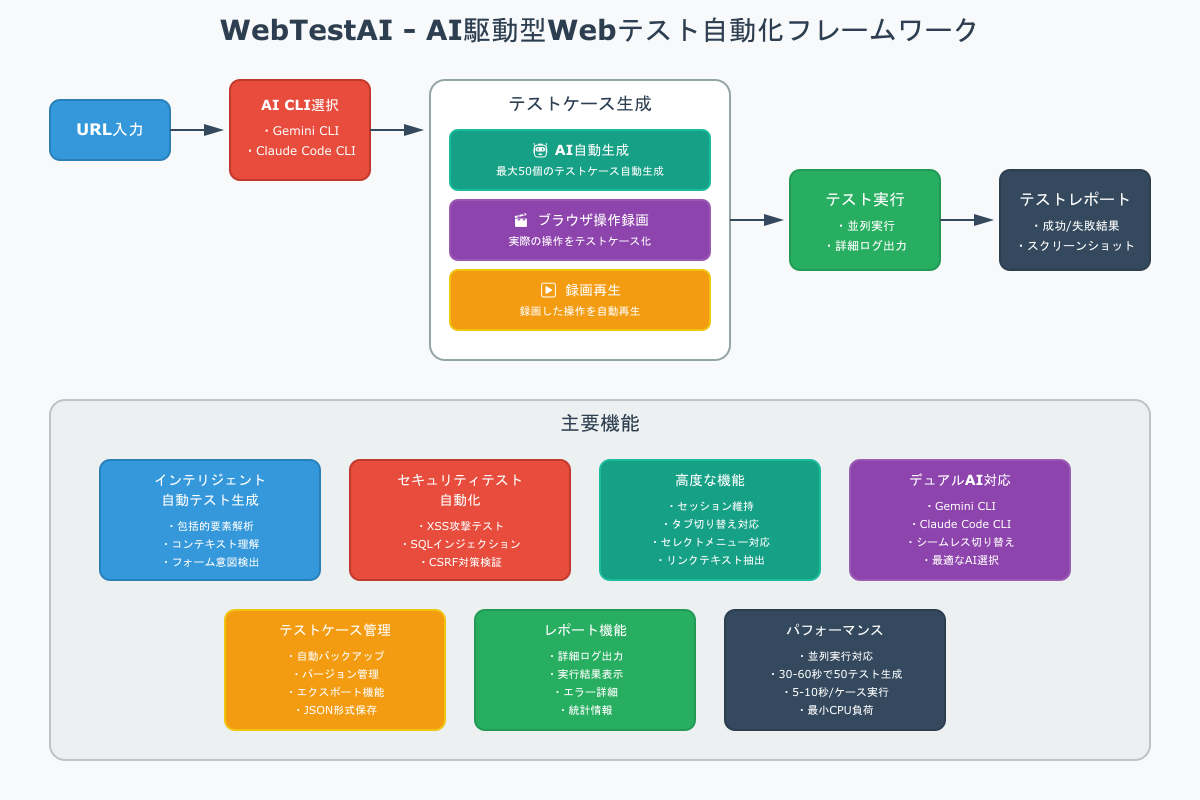 WebTestAI - AI駆動型Webテスト自動化フレームワーク
URL入力
AI CLI選択
・Gemini CLI
・Claude Code CLI
テストケース生成
AI自動生成
最大50個のテストケース自動生成
ブラウザ操作録画
実際の操作をテストケース化
録画再生
録画した操作を自動再生
テスト実行
・並列実行
・詳細ログ出力
テストレポート
・成功/失敗結果
・スクリーンショット
主要機能
インテリジェント
自動テスト生成
・包括的要素解析
・コンテキスト理解
・フォーム意図検出
セキュリティテスト
自動化
・XSS攻撃テスト
・SQLインジェクション
・CSRF対策検証
高度な機能
・セッション維持
・タブ切り替え対応
・セレクトメニュー対応
・リンクテキスト抽出
デュアルAI対応
・Gemini CLI
・Claude Code CLI
・シームレス切り替え
・最適なAI選択
テストケース管理
・自動バックアップ
・バージョン管理
・エクスポート機能
・JSON形式保存
レポート機能
・詳細ログ出力
・実行結果表示
・エラー詳細
・統計情報
パフォーマンス
・並列実行対応
・30-60秒で50テスト生成
・5-10秒/ケース実行
・最小CPU負荷